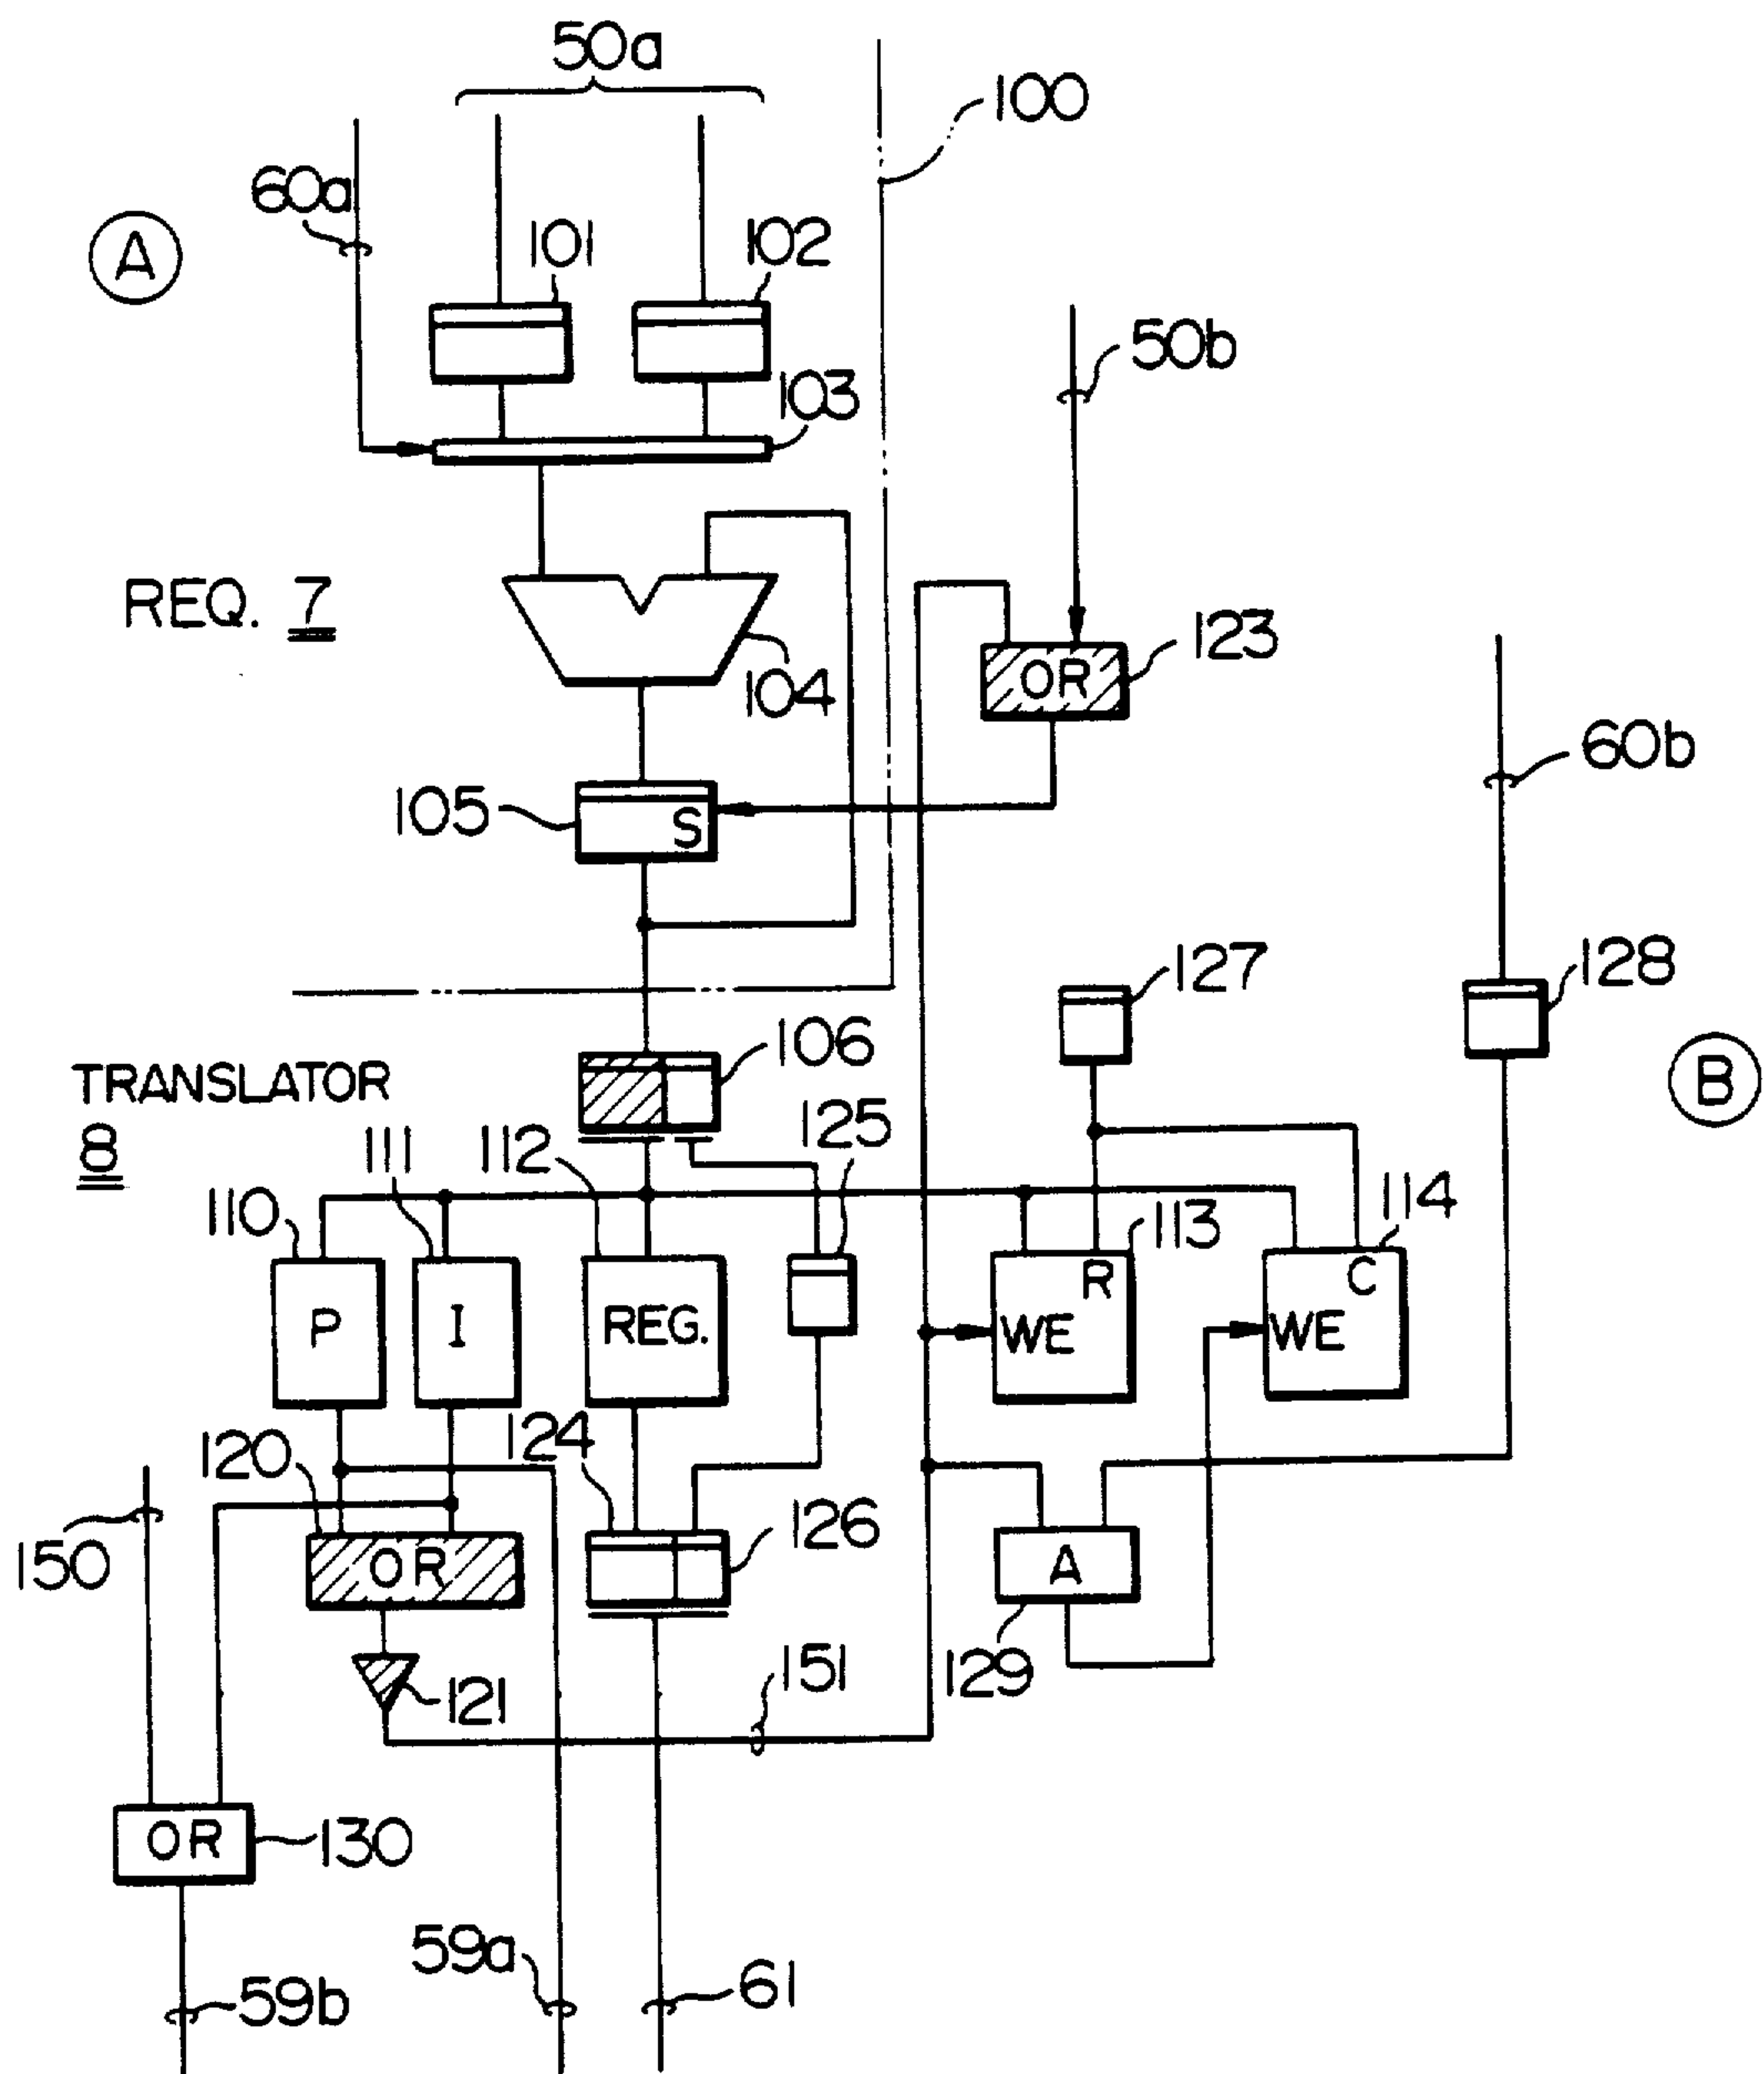 50a
100
60a
A
101
102
50b
103
REQ. 7
123
OR
104
60b
105
S
127
128
106
TRANSLATOR
8
B
125
111
112
110
113
114
P
I
REG.
R
WE
C
WE
124
120
126
150
OR
A
129
151
121
OR
130
59a
61
59b